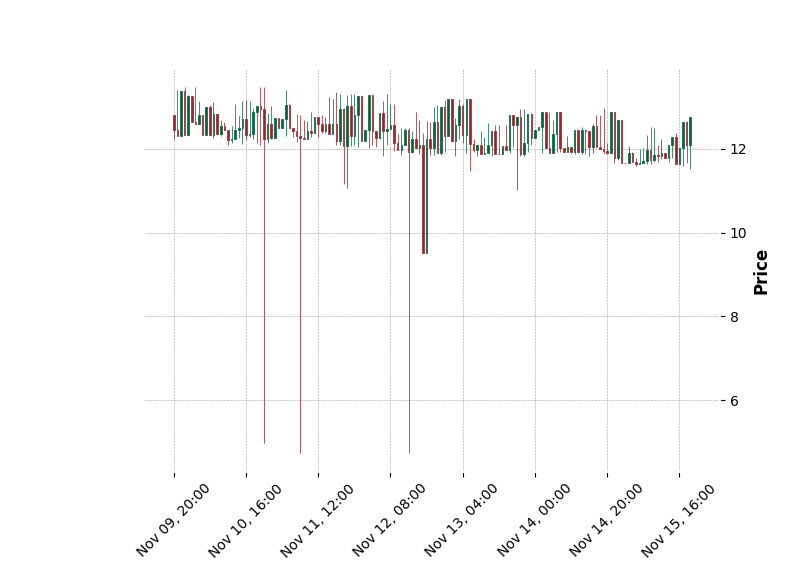 12
10
8
6
Price
Nov 09, 20:00
Nov 10, 16:00
Nov 11, 12:00
Nov 12, 08:00
Nov 13, 04:00
Nov 14, 00:00
Nov 14, 20:00
Nov 15, 16:00